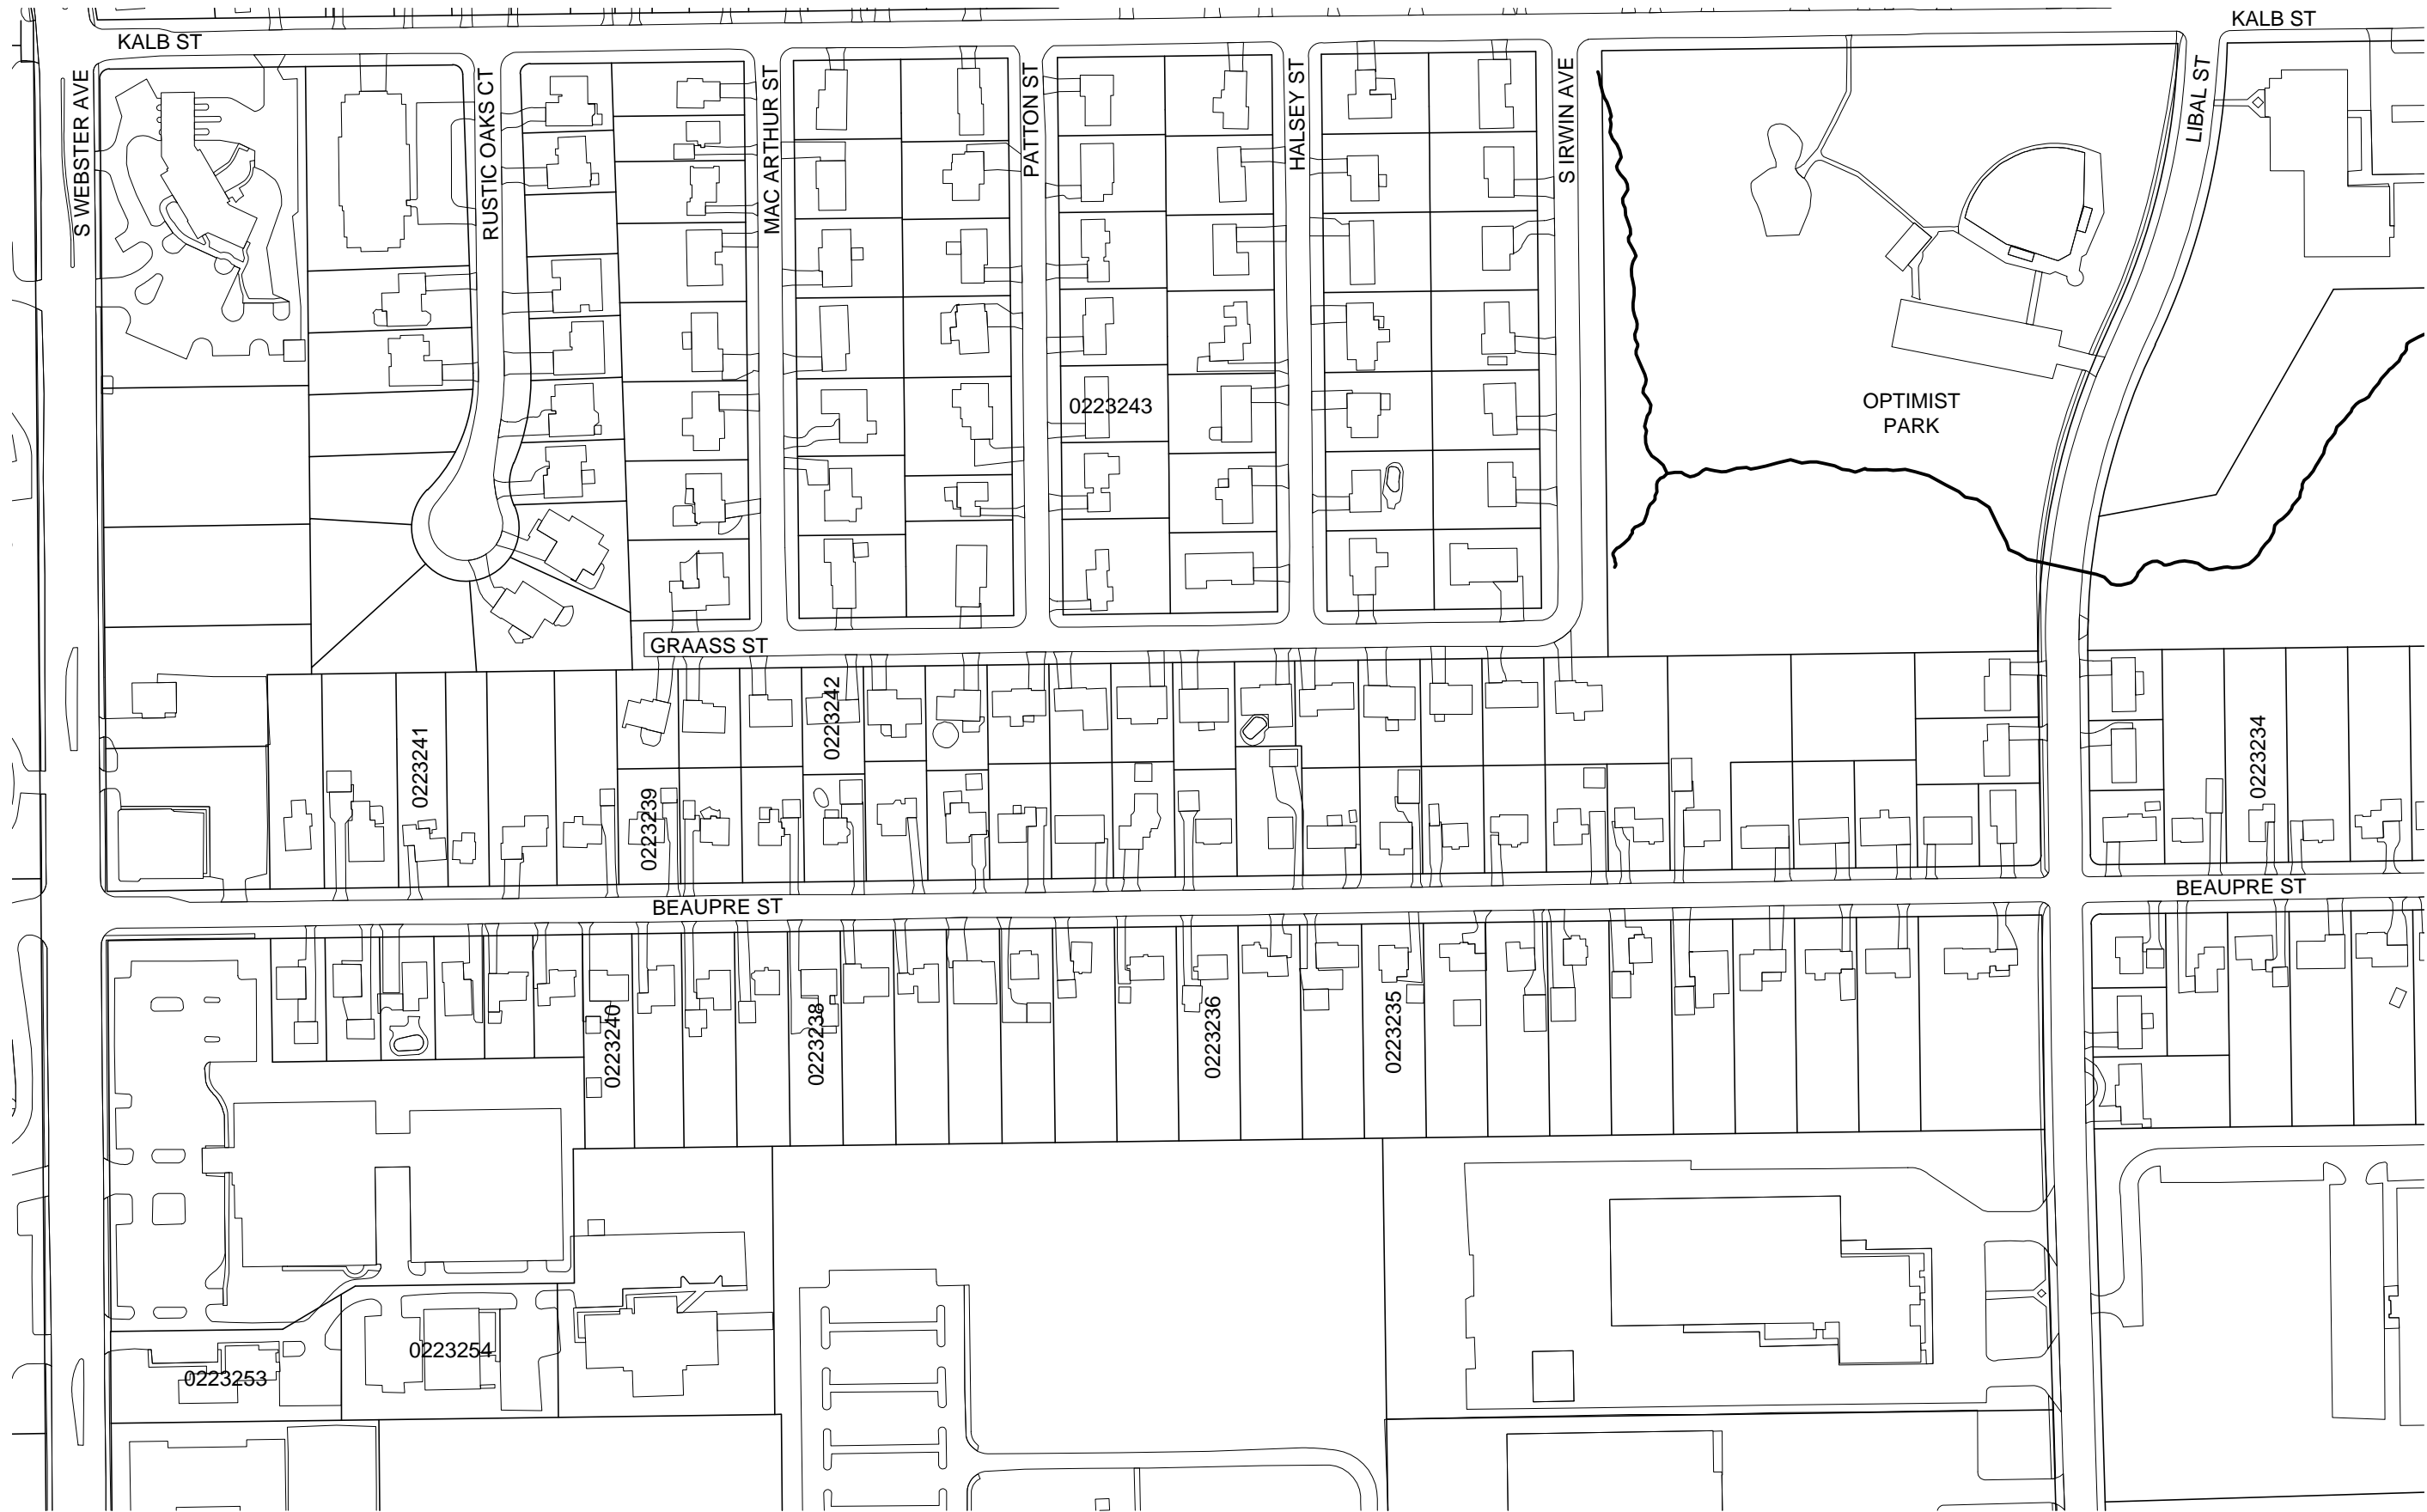 KALB ST
KALB ST
S WEBSTER AVE
RUSTIC OAKS CT
MAC ARTHUR ST
PATTON ST
HALSEY ST
S IRWIN AVE
LIBAL ST
0223243
OPTIMIST
PARK
GRAASS ST
0223241
0223242
0223239
0223234
BEAUPRE ST
BEAUPRE ST
0223240
0223238
0223236
0223235
0223254
0223253